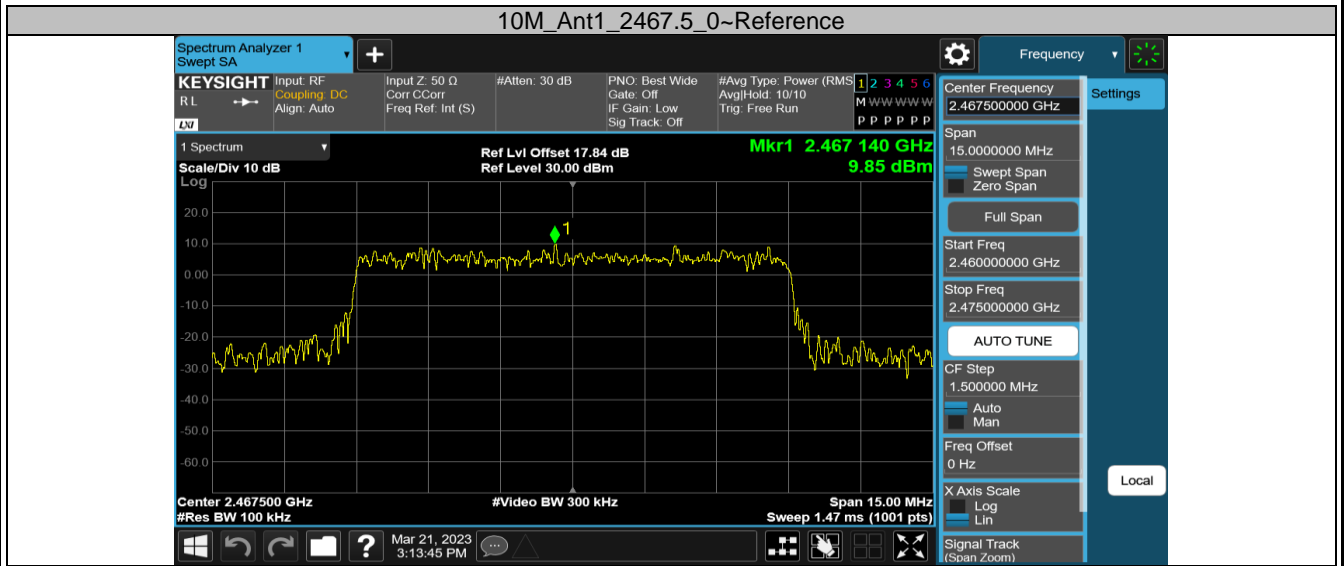 10M_Ant1_2467.5_0~Reference
Spectrum Analyzer 1
Swept SA
+
Frequency
KEYSIGHT
R L
LXI
Input: RF
Coupling: DC
Align: Auto
Input Z: 50 Ω
Corr CCorr
Freq Ref: Int (S)
#Atten: 30 dB
PNO: Best Wide
Gate: Off
IF Gain: Low
Sig Track: Off
#Avg Type: Power (RMS
Avg|Hold: 10/10
Trig: Free Run
1 2 3 4 5 6
M W W W W W
P P P P P P
1 Spectrum
Scale/Div 10 dB
Log
Ref Lvl Offset 17.84 dB
Ref Level 30.00 dBm
Mkr1 2.467 140 GHz
9.85 dBm
20.0
10.0
0.00
-10.0
-20.0
-30.0
-40.0
-50.0
-60.0
1
Center 2.467500 GHz
#Res BW 100 kHz
#Video BW 300 kHz
Span 15.00 MHz
Sweep 1.47 ms (1001 pts)
Center Frequency
2.467500000 GHz
Span
15.0000000 MHz
Swept Span
Zero Span
Full Span
Start Freq
2.460000000 GHz
Stop Freq
2.475000000 GHz
AUTO TUNE
CF Step
1.500000 MHz
Auto
Man
Freq Offset
0 Hz
X Axis Scale
Log
Lin
Signal Track
(Span Zoom)
Settings
Local
?
Mar 21, 2023
3:13:45 PM